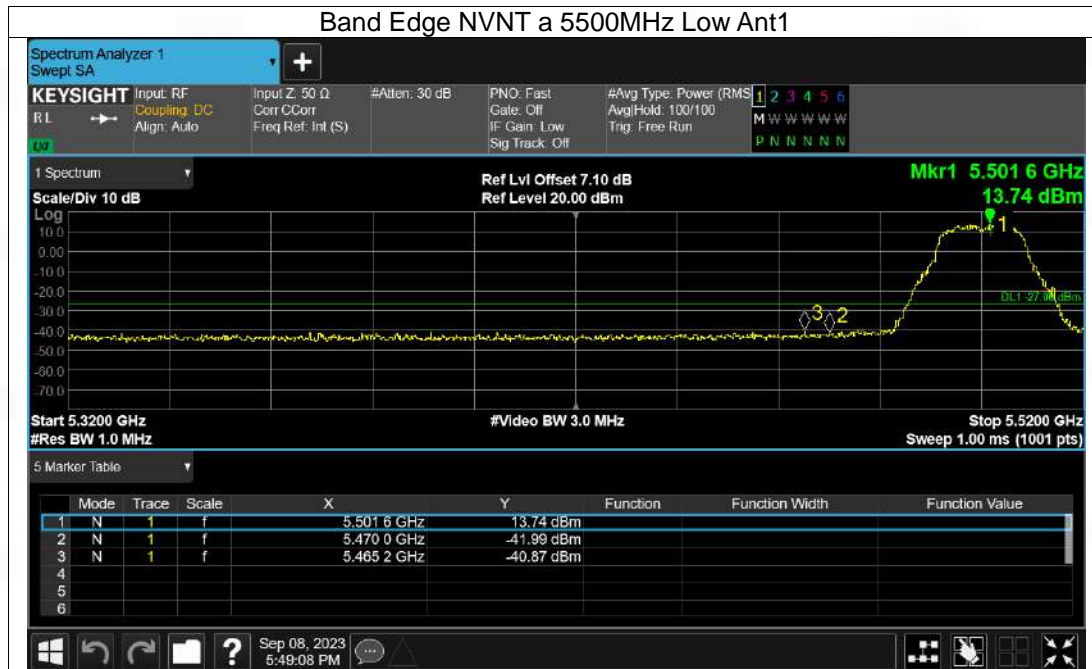 Band Edge NVNT a 5500MHz Low Ant1
Spectrum Analyzer 1
Swept SA
+
KEYSIGHT Input: RF Input Z: 50 Ω #Atten: 30 dB PNO: Fast #Avg Type: Power (RMS 1 2 3 4 5 6
R L Coupling: DC Corr CCorr Gate: Off Avg|Hold: 100/100 M W W W W W
Align: Auto Freq Ref: Int (S) IF Gain: Low Trig: Free Run
Sig Track: Off P N N N N N
LXI
1 Spectrum
Ref Lvl Offset 7.10 dB Mkr1 5.501 6 GHz
Scale/Div 10 dB Ref Level 20.00 dBm 13.74 dBm
Log
10.0 1
0.00
-10.0
-20.0
DL1 -27.00 dBm
-30.0
3 2
-40.0
-50.0
-60.0
-70.0
Start 5.3200 GHz #Video BW 3.0 MHz Stop 5.5200 GHz
#Res BW 1.0 MHz Sweep 1.00 ms (1001 pts)
5 Marker Table
Mode Trace Scale X Y Function Function Width Function Value
1 N 1 f 5.501 6 GHz 13.74 dBm
2 N 1 f 5.470 0 GHz -41.99 dBm
3 N 1 f 5.465 2 GHz -40.87 dBm
4
5
6
? Sep 08, 2023
5:49:08 PM